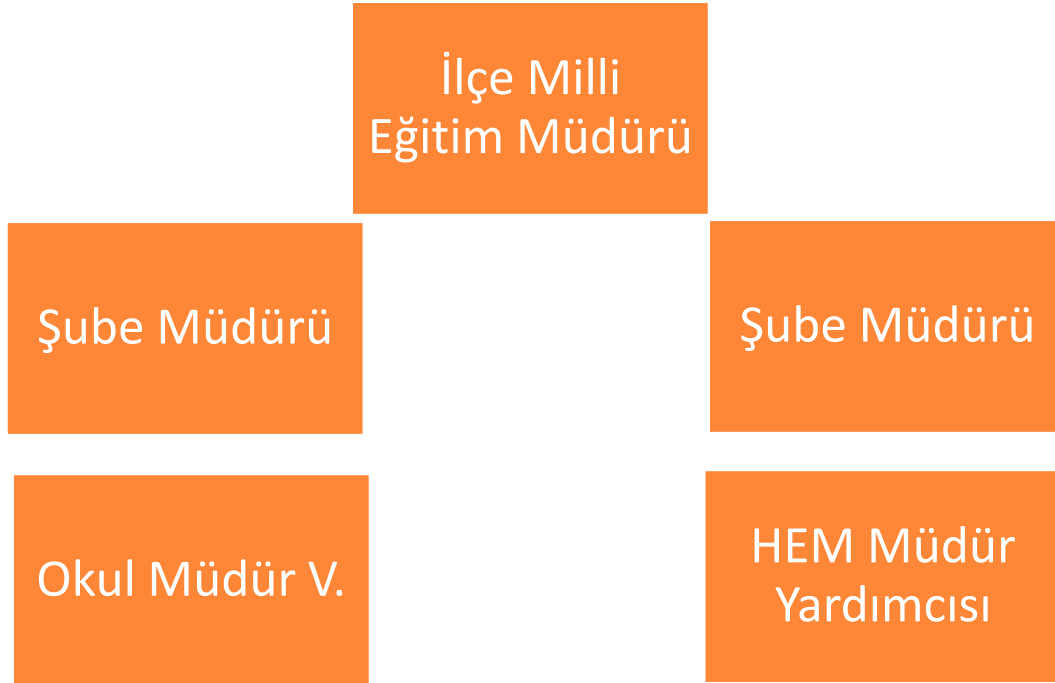 İlçe Milli
Eğitim Müdürü
Şube Müdürü
Şube Müdürü
Okul Müdür V.
HEM Müdür
Yardımcısı